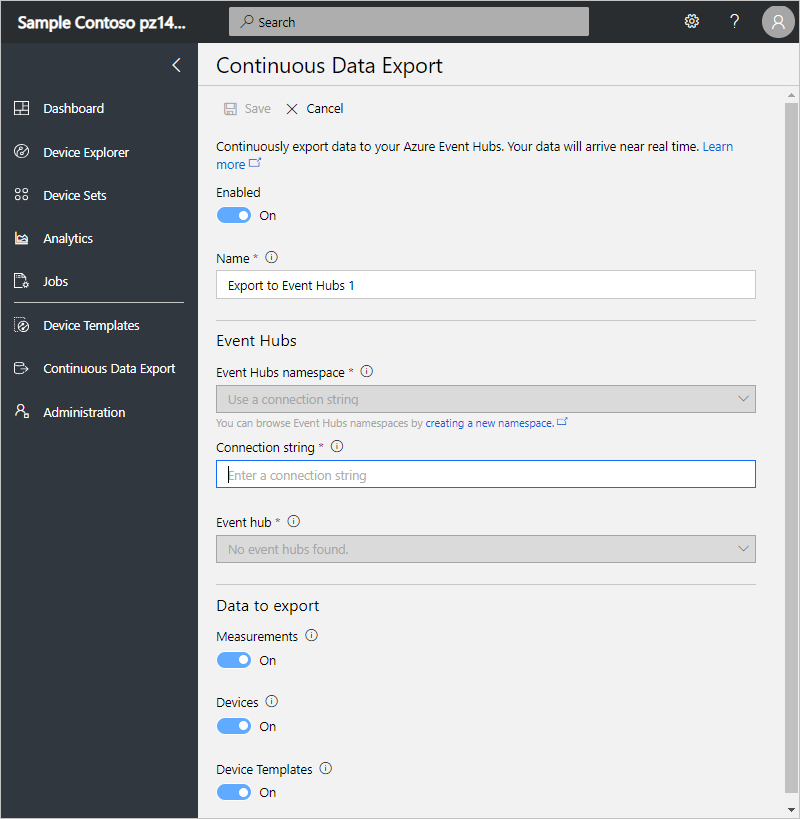 Sample Contoso pz14...
Search
?
Continuous Data Export
Save
Cancel
Dashboard
Device Explorer
Device Sets
Analytics
Jobs
Device Templates
Continuous Data Export
Administration
Continuously export data to your Azure Event Hubs. Your data will arrive near real time. Learn
more
Enabled
On
Name *
Export to Event Hubs 1
Event Hubs
Event Hubs namespace *
Use a connection string
You can browse Event Hubs namespaces by creating a new namespace.
Connection string *
Enter a connection string
Event hub *
No event hubs found.
Data to export
Measurements
On
Devices
On
Device Templates
On